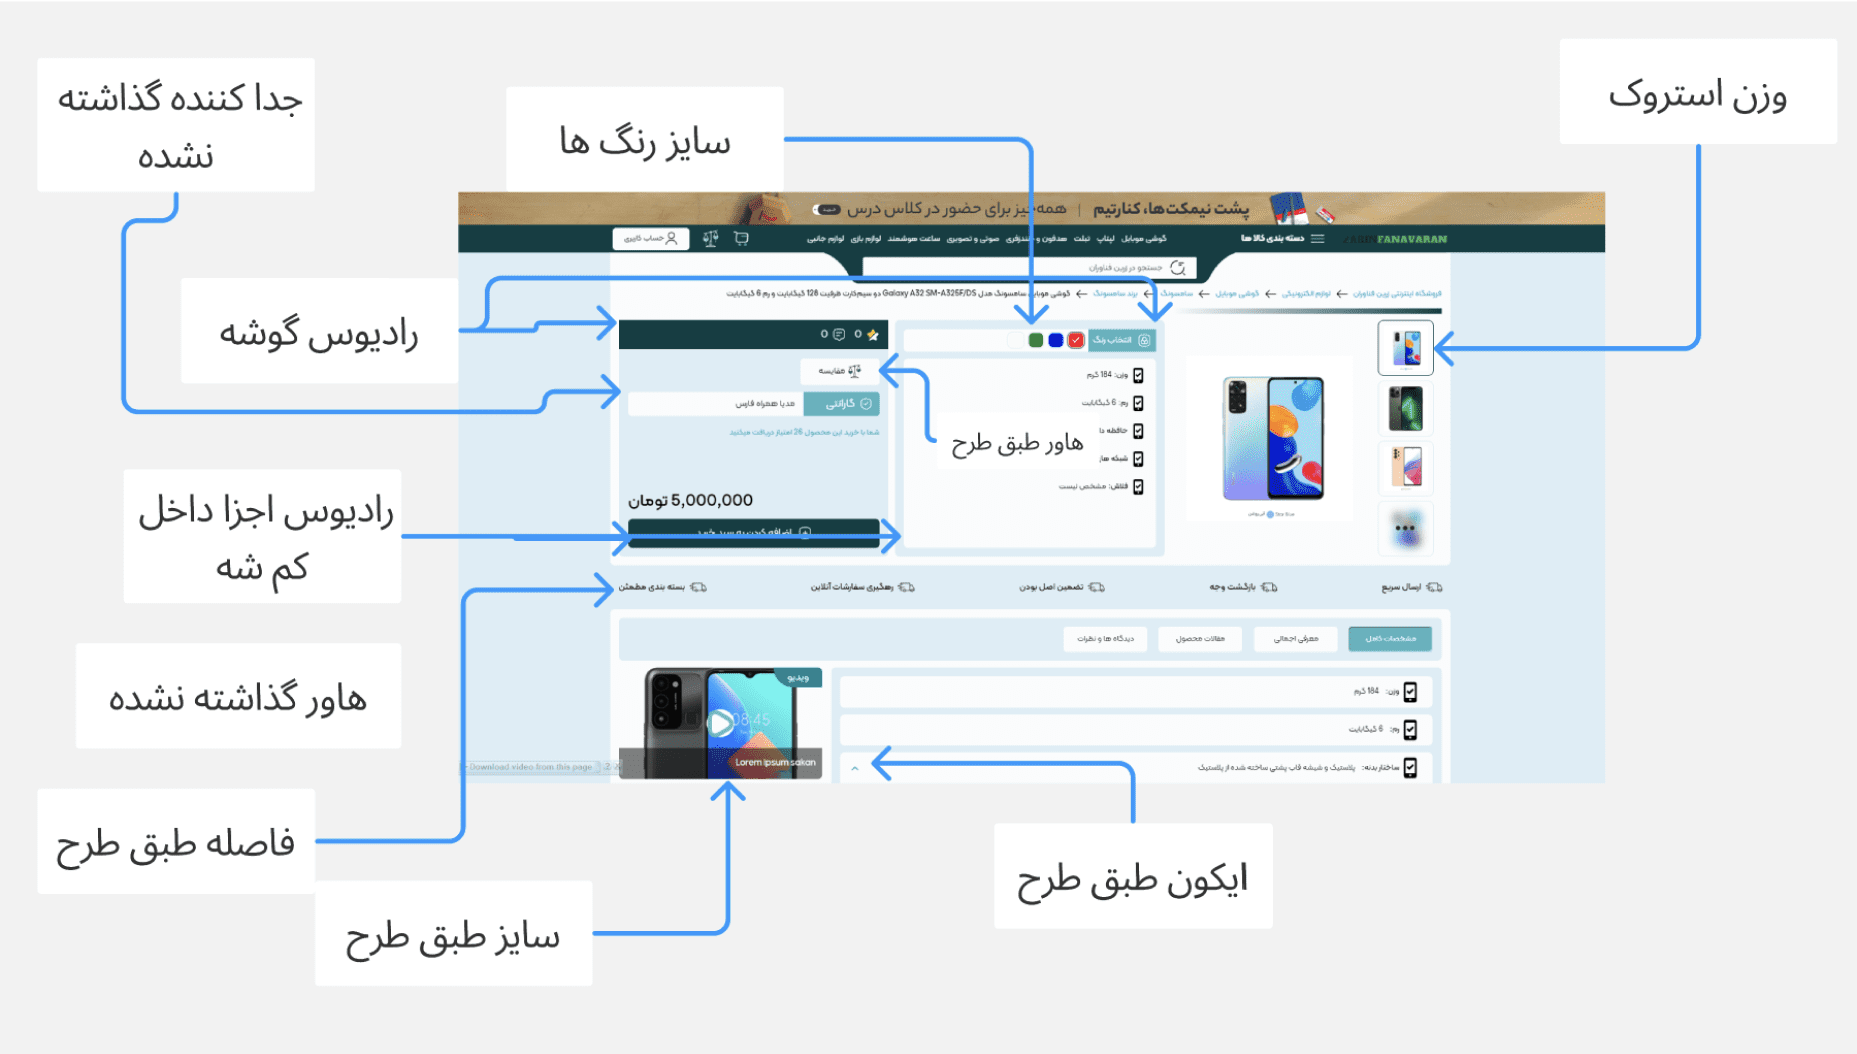 وزن استروک
جدا کننده گذاشته
نشده
سایز رنگ ها
پشت نیمکت‌ها، کنارتیم | همه‌چیز برای حضور در کلاس درس
FANAVARAN
دسته بندی کالا ها
گوشی موبایل لپتاپ تبلت هدفون و هندزفری صوتی و تصویری ساعت هوشمند لوازم بازی لوازم جانبی
حساب کاربری
جستجو در زرین فناوران
فروشگاه اینترنتی زرین فناوران ← لوازم الکترونیکی ← گوشی موبایل ← سامسونگ ← برند سامسونگ ← گوشی موبایل سامسونگ مدل Galaxy A32 SM-A325F/DS دو سیم‌کارت ظرفیت 128 گیگابایت و رم 6 گیگابایت
رادیوس گوشه
انتخاب رنگ
0 0
وزن: 184 گرم
رم: 6 گیگابایت
حافظه دا
شبکه های
فلاش: مشخص نیست
مقایسه
گارانتی
مدیا همراه فارس
شما با خرید این محصول 26 امتیاز دریافت میکنید
هاور طبق طرح
5,000,000 تومان
اضافه کردن به سبد خرید
رادیوس اجزا داخل
کم شه
ارسال سریع
بازگشت وجه
تضمین اصل بودن
رهگیری سفارشات آنلاین
بسته بندی مطمئن
هاور گذاشته نشده
مشخصات کامل
معرفی اجمالی
مقالات محصول
دیدگاه ها و نظرات
وزن: 184 گرم
رم: 6 گیگابایت
ساختار بدنه: پلاستیک و شیشه قاب پشتی ساخته شده از پلاستیک
ویدیو
08:45
Lorem ipsum sakan
Download video from this page
فاصله طبق طرح
سایز طبق طرح
ایکون طبق طرح